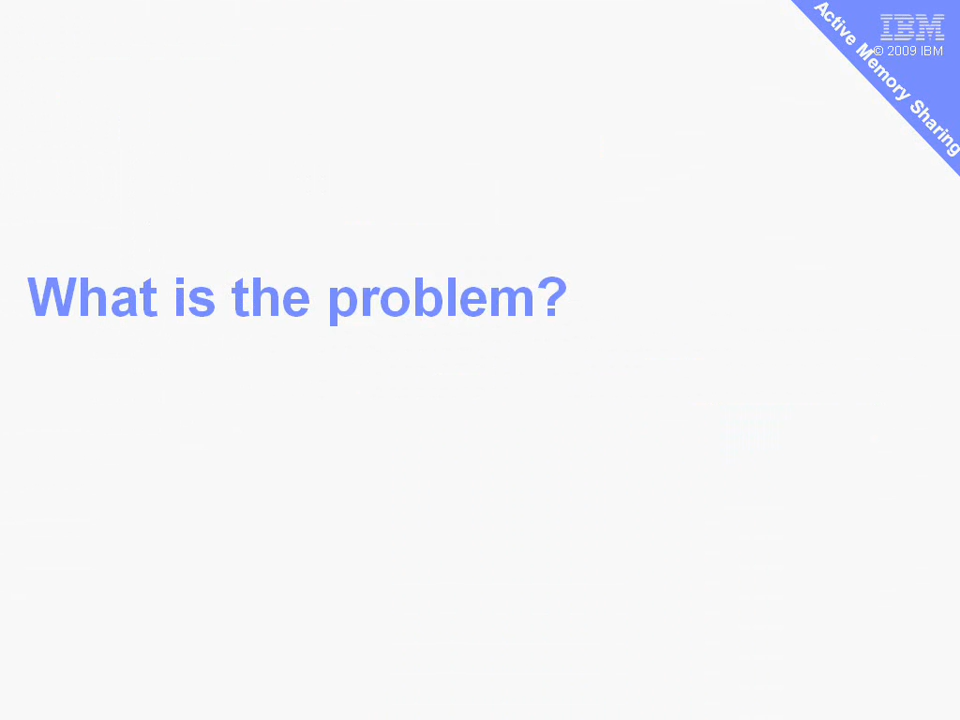 IBM
© 2009 IBM
Active Memory Sharing
What is the problem?